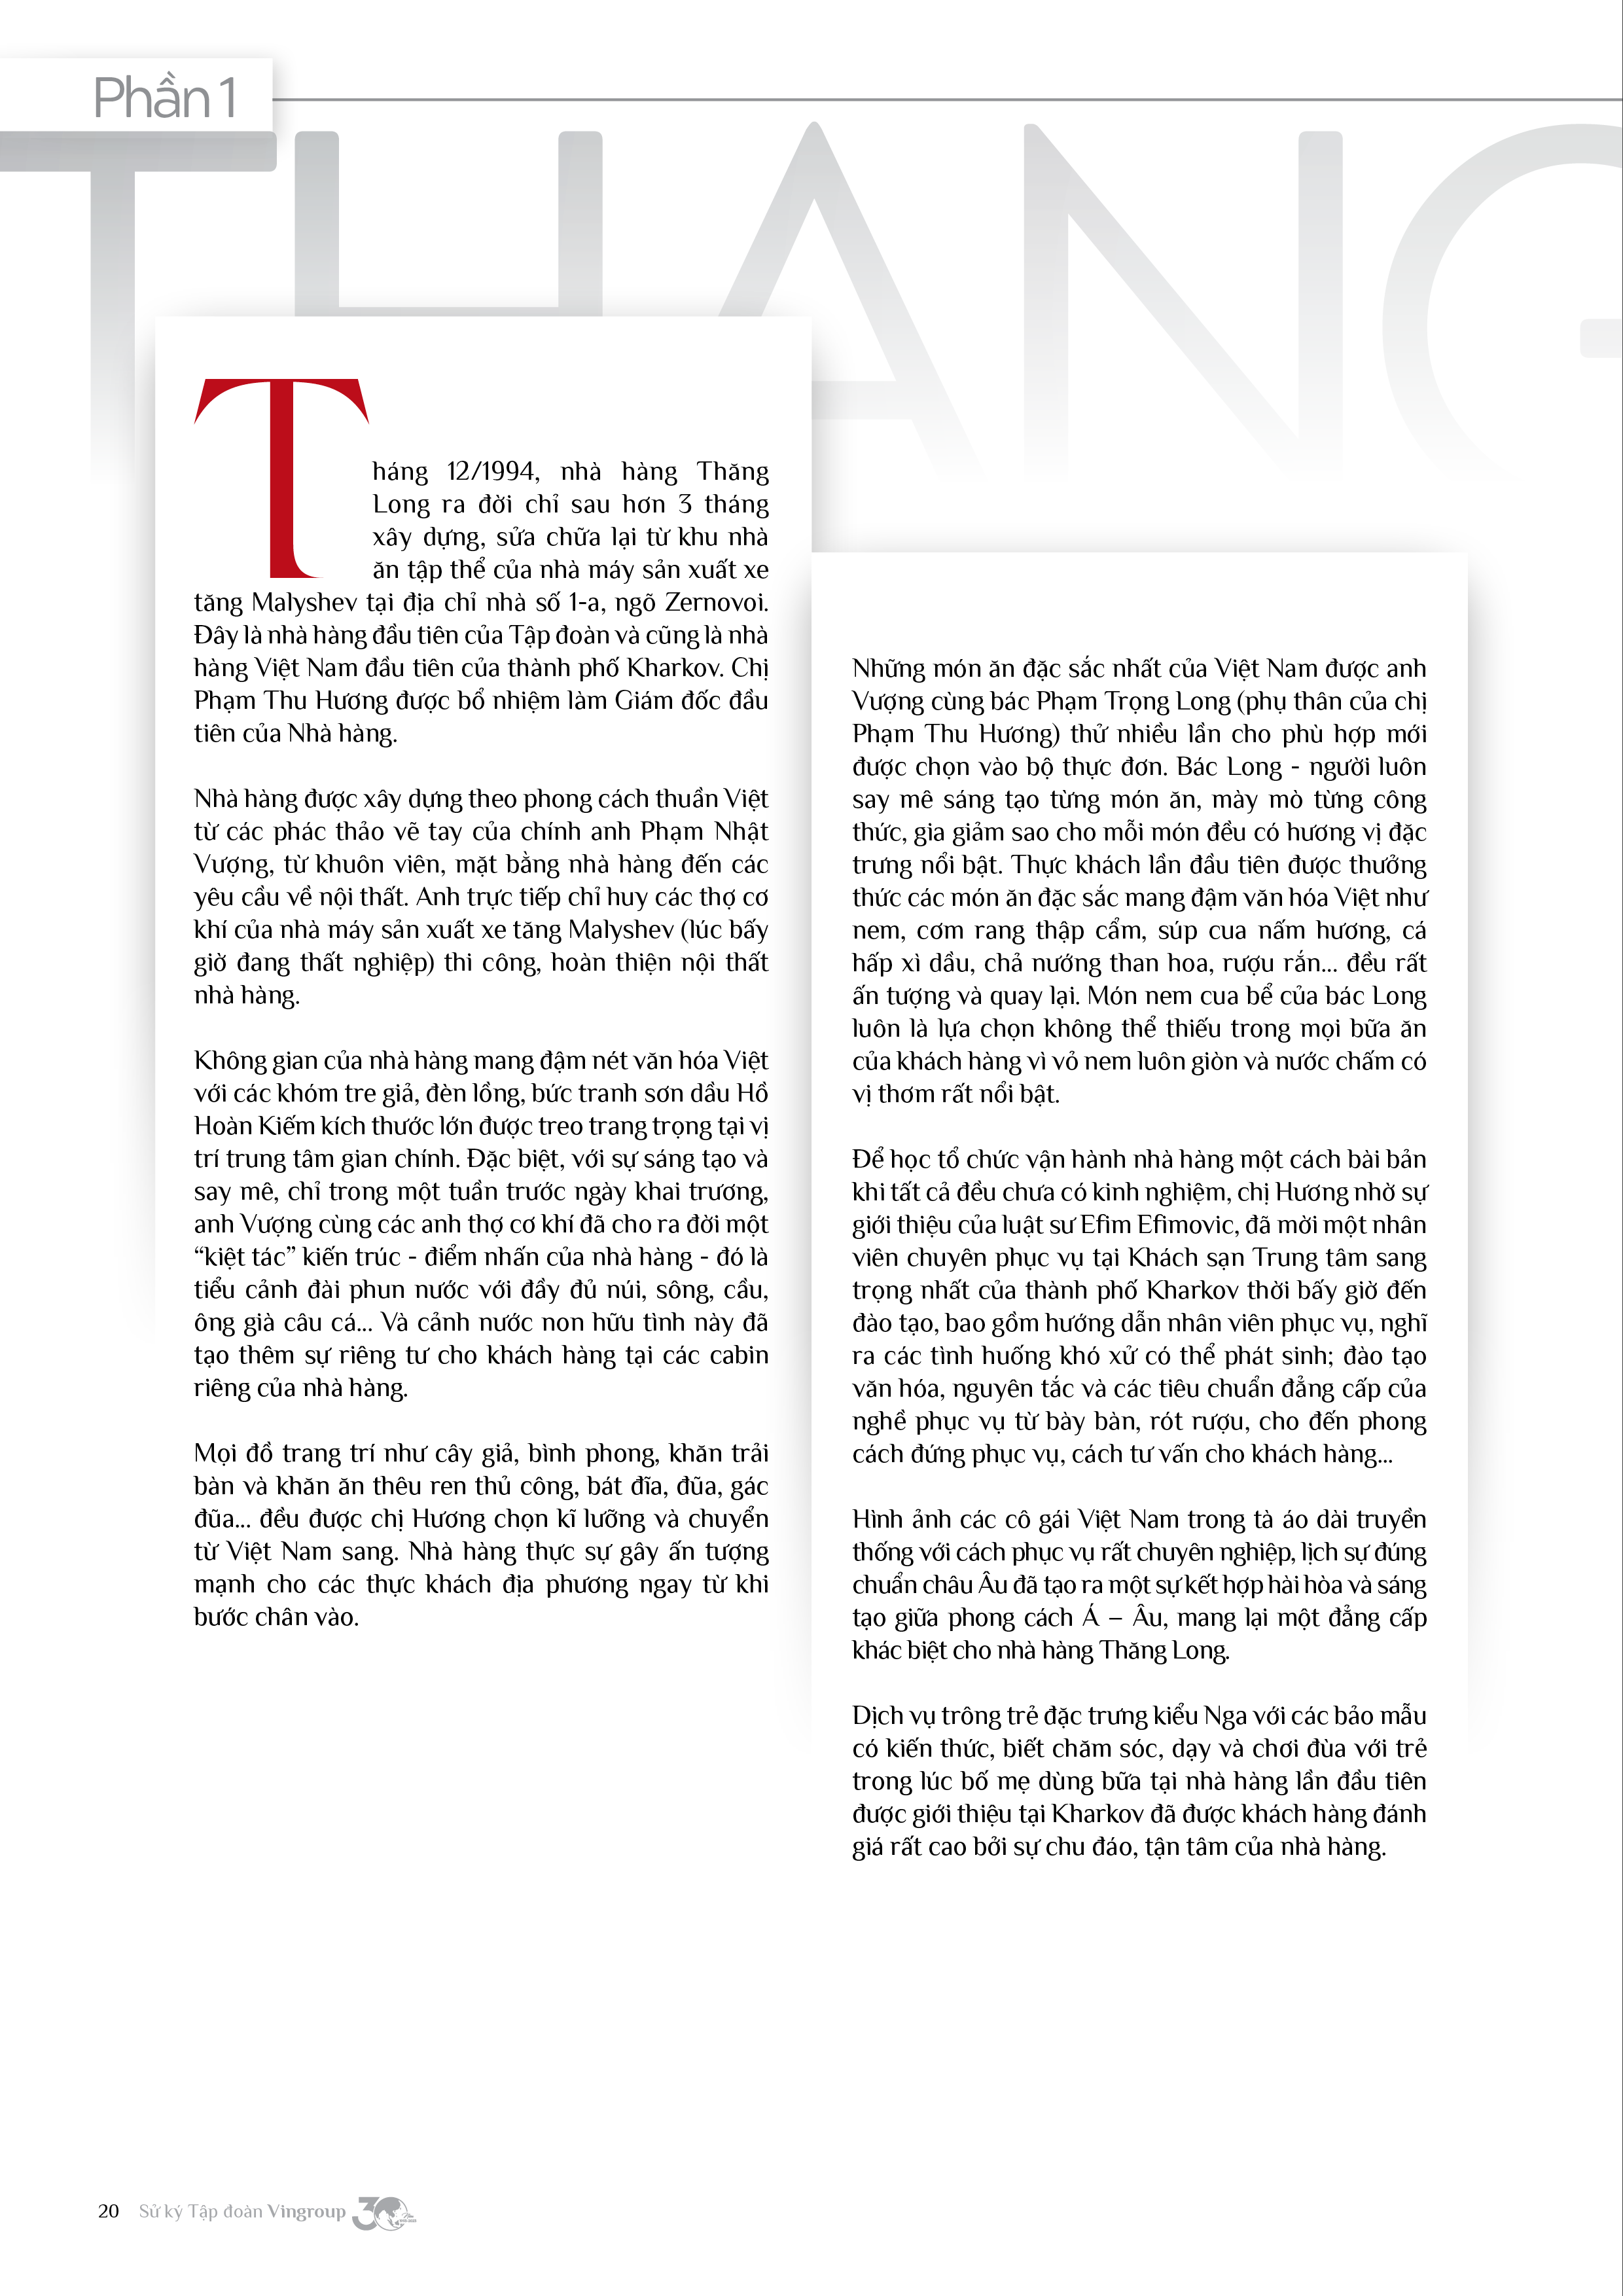 Phần 1
THANG
Tháng 12/1994, nhà hàng Thăng
Long ra đời chỉ sau hơn 3 tháng
xây dựng, sửa chữa lại từ khu nhà
ăn tập thể của nhà máy sản xuất xe
tăng Malyshev tại địa chỉ nhà số 1-a, ngõ Zernovoi.
Đây là nhà hàng đầu tiên của Tập đoàn và cũng là nhà
hàng Việt Nam đầu tiên của thành phố Kharkov. Chị
Phạm Thu Hương được bổ nhiệm làm Giám đốc đầu
tiên của Nhà hàng.
Nhà hàng được xây dựng theo phong cách thuần Việt
từ các phác thảo vẽ tay của chính anh Phạm Nhật
Vượng, từ khuôn viên, mặt bằng nhà hàng đến các
yêu cầu về nội thất. Anh trực tiếp chỉ huy các thợ cơ
khí của nhà máy sản xuất xe tăng Malyshev (lúc bấy
giờ đang thất nghiệp) thi công, hoàn thiện nội thất
nhà hàng.
Không gian của nhà hàng mang đậm nét văn hóa Việt
với các khóm tre giả, đèn lồng, bức tranh sơn dầu Hồ
Hoàn Kiếm kích thước lớn được treo trang trọng tại vị
trí trung tâm gian chính. Đặc biệt, với sự sáng tạo và
say mê, chỉ trong một tuần trước ngày khai trương,
anh Vượng cùng các anh thợ cơ khí đã cho ra đời một
“kiệt tác” kiến trúc - điểm nhấn của nhà hàng - đó là
tiểu cảnh đài phun nước với đầy đủ núi, sông, cầu,
ông già câu cá... Và cảnh nước non hữu tình này đã
tạo thêm sự riêng tư cho khách hàng tại các cabin
riêng của nhà hàng.
Mọi đồ trang trí như cây giả, bình phong, khăn trải
bàn và khăn ăn thêu ren thủ công, bát đĩa, đũa, gác
đũa... đều được chị Hương chọn kĩ lưỡng và chuyển
từ Việt Nam sang. Nhà hàng thực sự gây ấn tượng
mạnh cho các thực khách địa phương ngay từ khi
bước chân vào.
Những món ăn đặc sắc nhất của Việt Nam được anh
Vượng cùng bác Phạm Trọng Long (phụ thân của chị
Phạm Thu Hương) thử nhiều lần cho phù hợp mới
được chọn vào bộ thực đơn. Bác Long - người luôn
say mê sáng tạo từng món ăn, mày mò từng công
thức, gia giảm sao cho mỗi món đều có hương vị đặc
trưng nổi bật. Thực khách lần đầu tiên được thưởng
thức các món ăn đặc sắc mang đậm văn hóa Việt như
nem, cơm rang thập cẩm, súp cua nấm hương, cá
hấp xì dầu, chả nướng than hoa, rượu rắn... đều rất
ấn tượng và quay lại. Món nem cua bể của bác Long
luôn là lựa chọn không thể thiếu trong mọi bữa ăn
của khách hàng vì vỏ nem luôn giòn và nước chấm có
vị thơm rất nổi bật.
Để học tổ chức vận hành nhà hàng một cách bài bản
khi tất cả đều chưa có kinh nghiệm, chị Hương nhờ sự
giới thiệu của luật sư Efim Efimovic, đã mời một nhân
viên chuyên phục vụ tại Khách sạn Trung tâm sang
trọng nhất của thành phố Kharkov thời bấy giờ đến
đào tạo, bao gồm hướng dẫn nhân viên phục vụ, nghĩ
ra các tình huống khó xử có thể phát sinh; đào tạo
văn hóa, nguyên tắc và các tiêu chuẩn đẳng cấp của
nghề phục vụ từ bày bàn, rót rượu, cho đến phong
cách đứng phục vụ, cách tư vấn cho khách hàng...
Hình ảnh các cô gái Việt Nam trong tà áo dài truyền
thống với cách phục vụ rất chuyên nghiệp, lịch sự đúng
chuẩn châu Âu đã tạo ra một sự kết hợp hài hòa và sáng
tạo giữa phong cách Á – Âu, mang lại một đẳng cấp
khác biệt cho nhà hàng Thăng Long.
Dịch vụ trông trẻ đặc trưng kiểu Nga với các bảo mẫu
có kiến thức, biết chăm sóc, dạy và chơi đùa với trẻ
trong lúc bố mẹ dùng bữa tại nhà hàng lần đầu tiên
được giới thiệu tại Kharkov đã được khách hàng đánh
giá rất cao bởi sự chu đáo, tận tâm của nhà hàng.
20 Sử ký Tập đoàn Vingroup 30